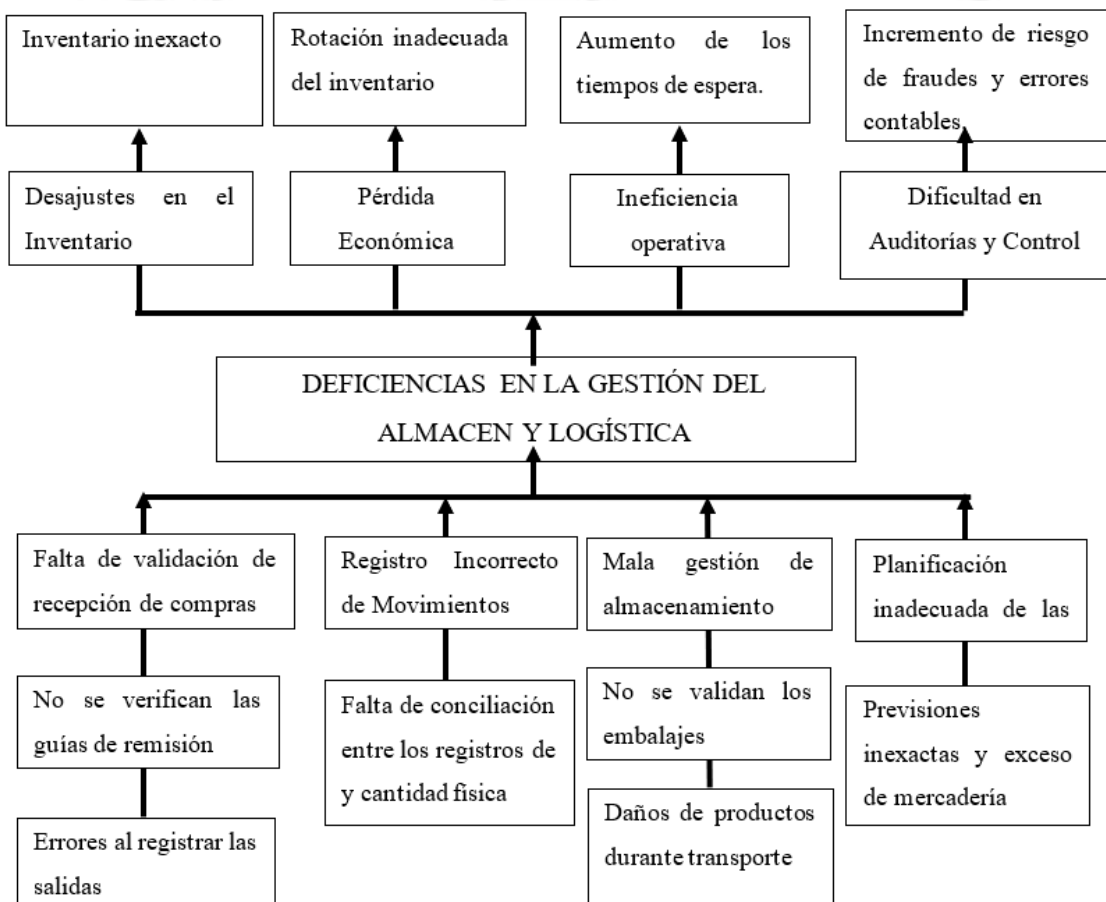 Inventario inexacto
Rotación inadecuada
del inventario
Aumento de los
tiempos de espera.
Incremento de riesgo
de fraudes y errores
contables
Desajustes en el
Inventario
Pérdida
Económica
Ineficiencia
operativa
Dificultad en
Auditorías y Control
DEFICIENCIAS EN LA GESTIÓN DEL
ALMACEN Y LOGÍSTICA
Falta de validación de
recepción de compras
Registro Incorrecto
de Movimientos
Mala gestión de
almacenamiento
Planificación
inadecuada de las
No se verifican las
guías de remisión
Falta de conciliación
entre los registros de
y cantidad física
No se validan los
embalajes
Previsiones
inexactas y exceso
de mercadería
Errores al registrar las
salidas
Daños de productos
durante transporte